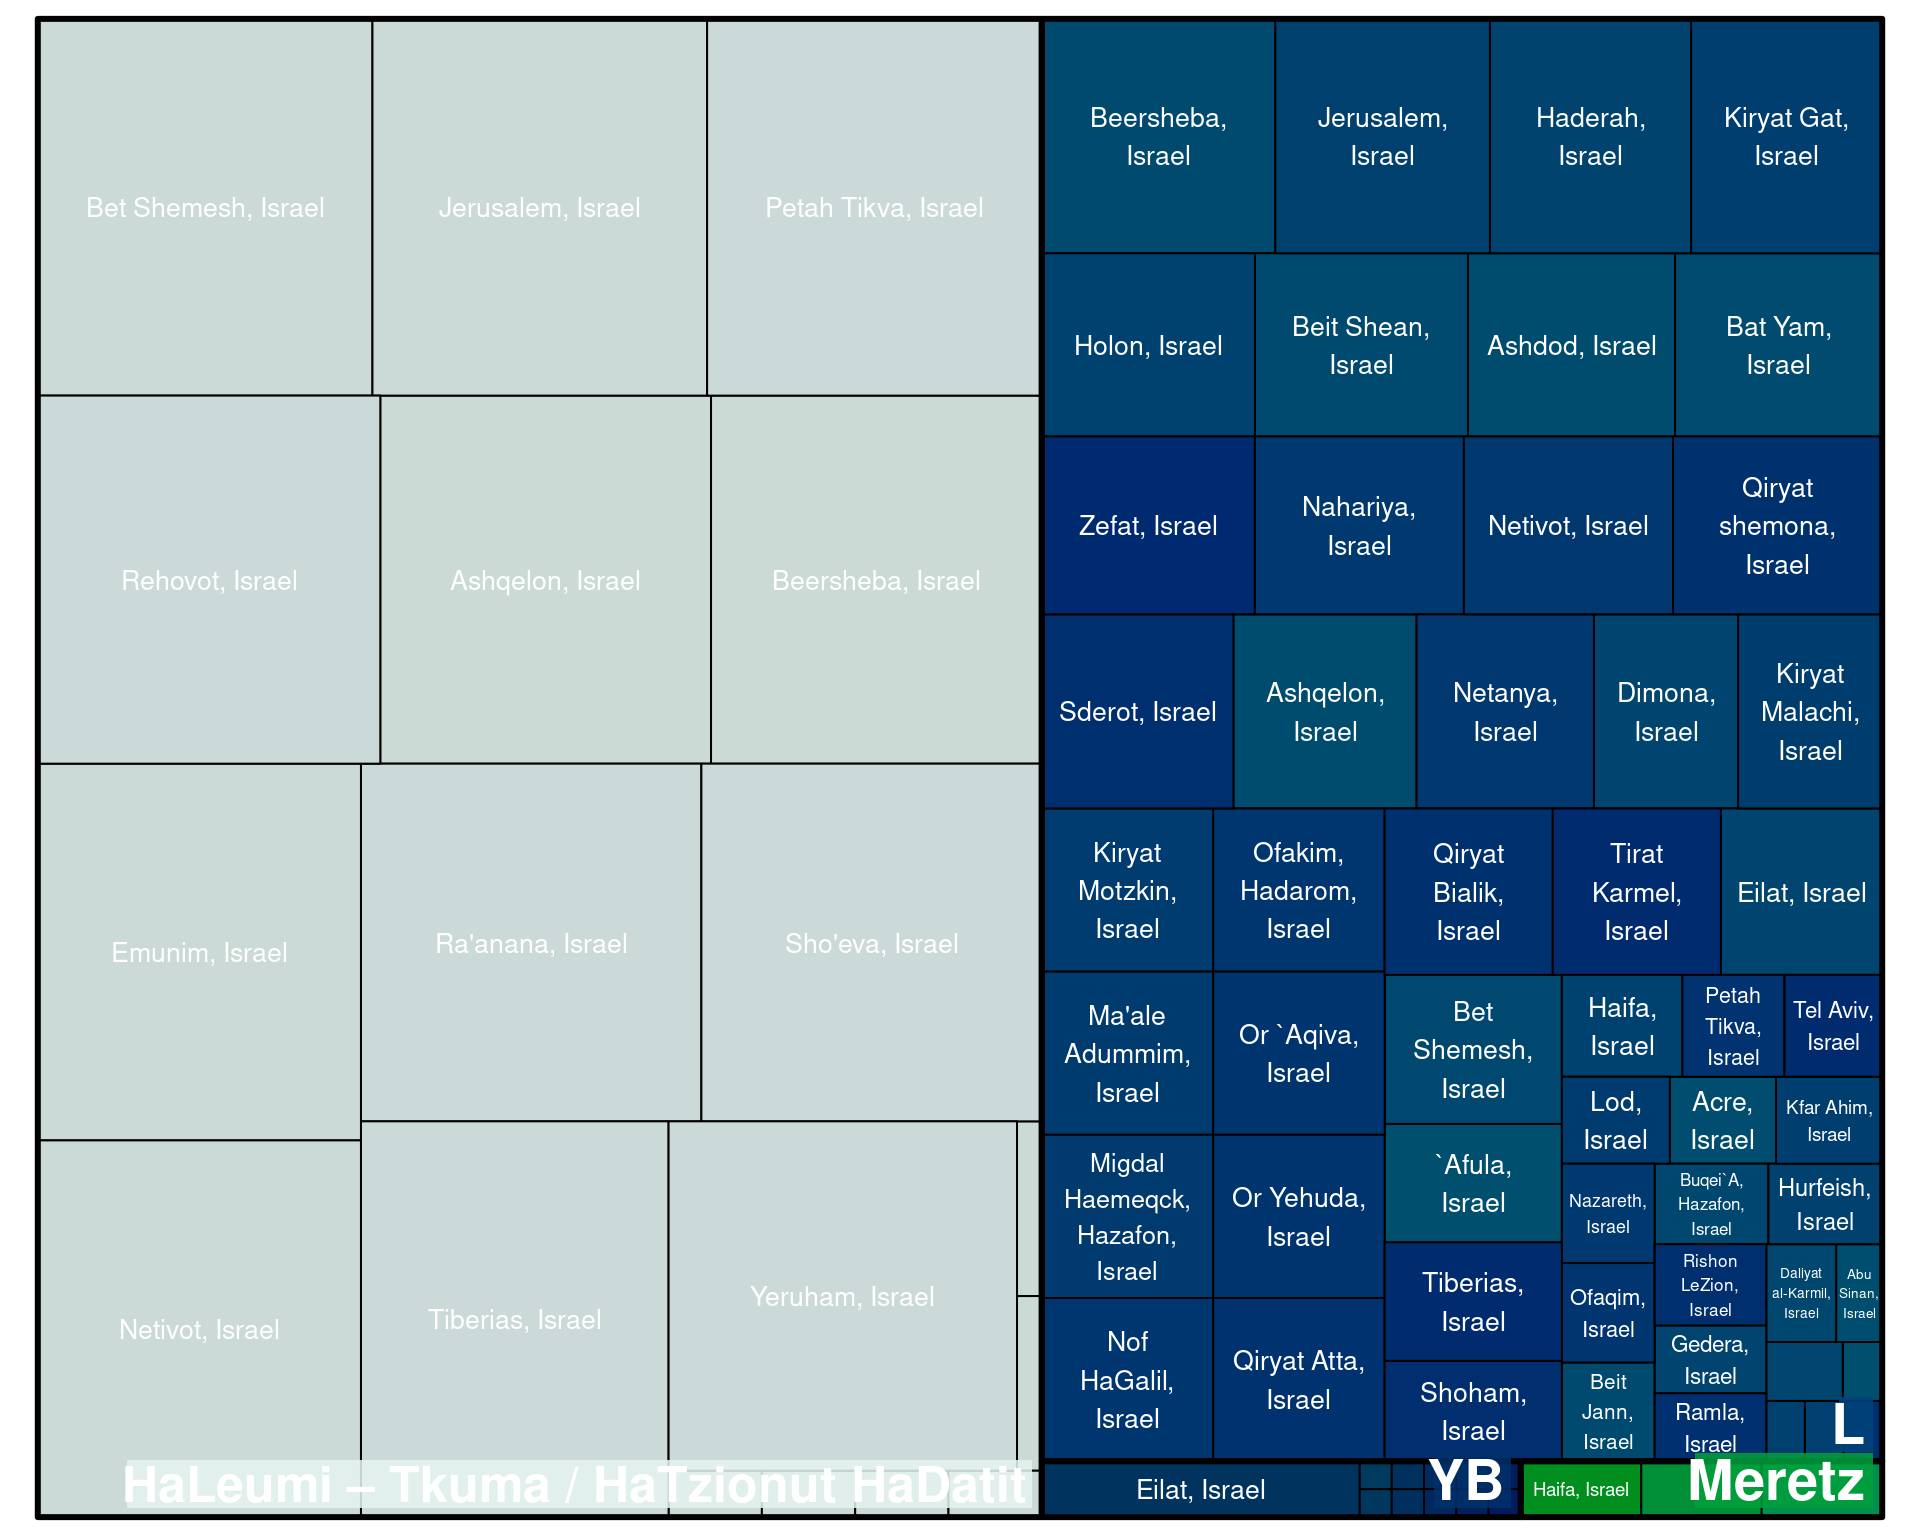 Bet Shemesh, Israel
Jerusalem, Israel
Petah Tikva, Israel
Rehovot, Israel
Ashqelon, Israel
Beersheba, Israel
Emunim, Israel
Ra'anana, Israel
Sho'eva, Israel
Netivot, Israel
Tiberias, Israel
Yeruham, Israel
HaLeumi – Tkuma / HaTzionut HaDatit
Beersheba,
Israel
Jerusalem,
Israel
Haderah,
Israel
Kiryat Gat,
Israel
Holon, Israel
Beit Shean,
Israel
Ashdod, Israel
Bat Yam,
Israel
Zefat, Israel
Nahariya,
Israel
Netivot, Israel
Qiryat
shemona,
Israel
Sderot, Israel
Ashqelon,
Israel
Netanya,
Israel
Dimona,
Israel
Kiryat
Malachi,
Israel
Kiryat
Motzkin,
Israel
Ofakim,
Hadarom,
Israel
Qiryat
Bialik,
Israel
Tirat
Karmel,
Israel
Eilat, Israel
Ma'ale
Adummim,
Israel
Or `Aqiva,
Israel
Bet
Shemesh,
Israel
Haifa,
Israel
Petah
Tikva,
Israel
Tel Aviv,
Israel
Lod,
Israel
Acre,
Israel
Kfar Ahim,
Israel
Migdal
Haemeqck,
Hazafon,
Israel
Or Yehuda,
Israel
`Afula,
Israel
Nazareth,
Israel
Buqei`A,
Hazafon,
Israel
Hurfeish,
Israel
Tiberias,
Israel
Ofaqim,
Israel
Rishon
LeZion,
Israel
Daliyat
al-Karmil,
Israel
Abu
Sinan,
Israel
Nof
HaGalil,
Israel
Qiryat Atta,
Israel
Shoham,
Israel
Beit
Jann,
Israel
Gedera,
Israel
Ramla,
Israel
L
Eilat, Israel
YB
Haifa, Israel
Meretz